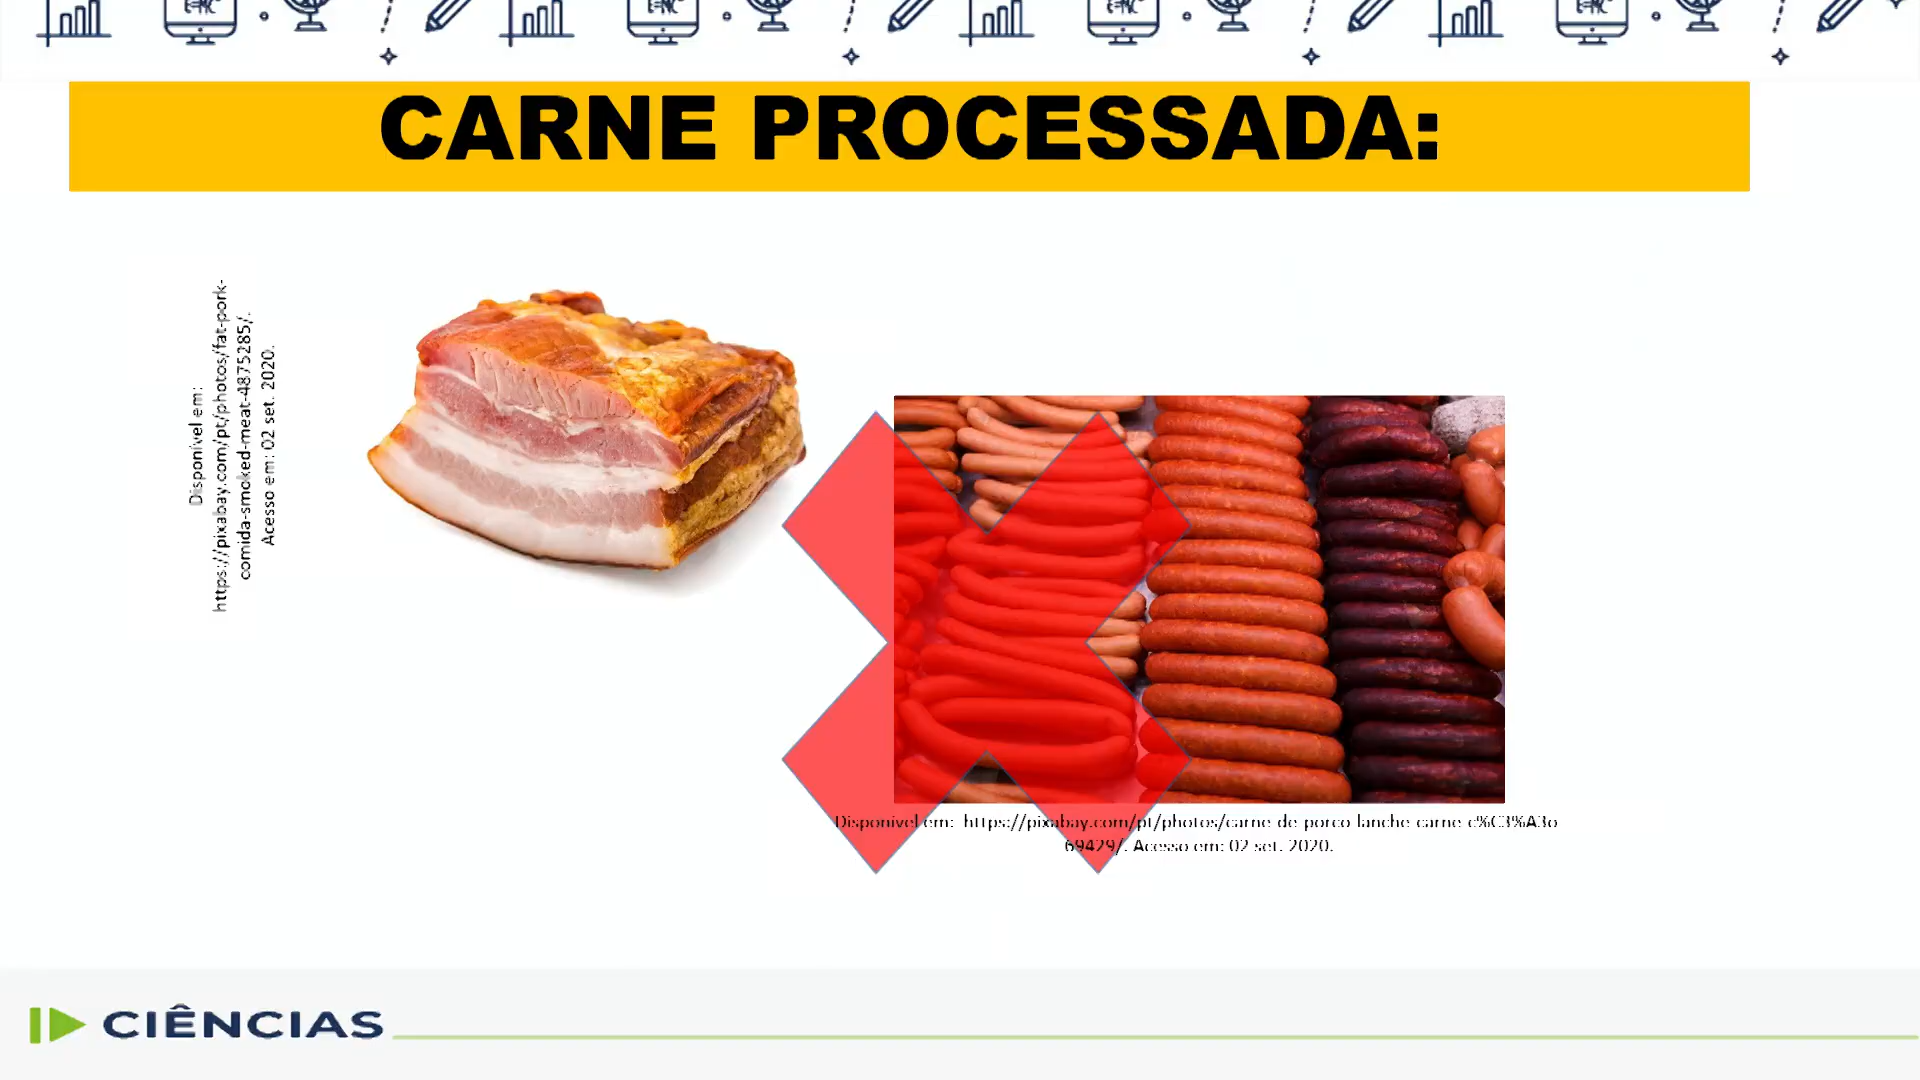 CARNE PROCESSADA:
Disponível em:
https://pixabay.com/pt/photos/fat-pork-
comida-smoked-meat-4875285/.
Acesso em: 02 set. 2020.
Disponível em: https://pixabay.com/pt/photos/carne-de-porco-lanche-carne-c%C3%A3o
69429/. Acesso em: 02 set. 2020.
CIÊNCIAS